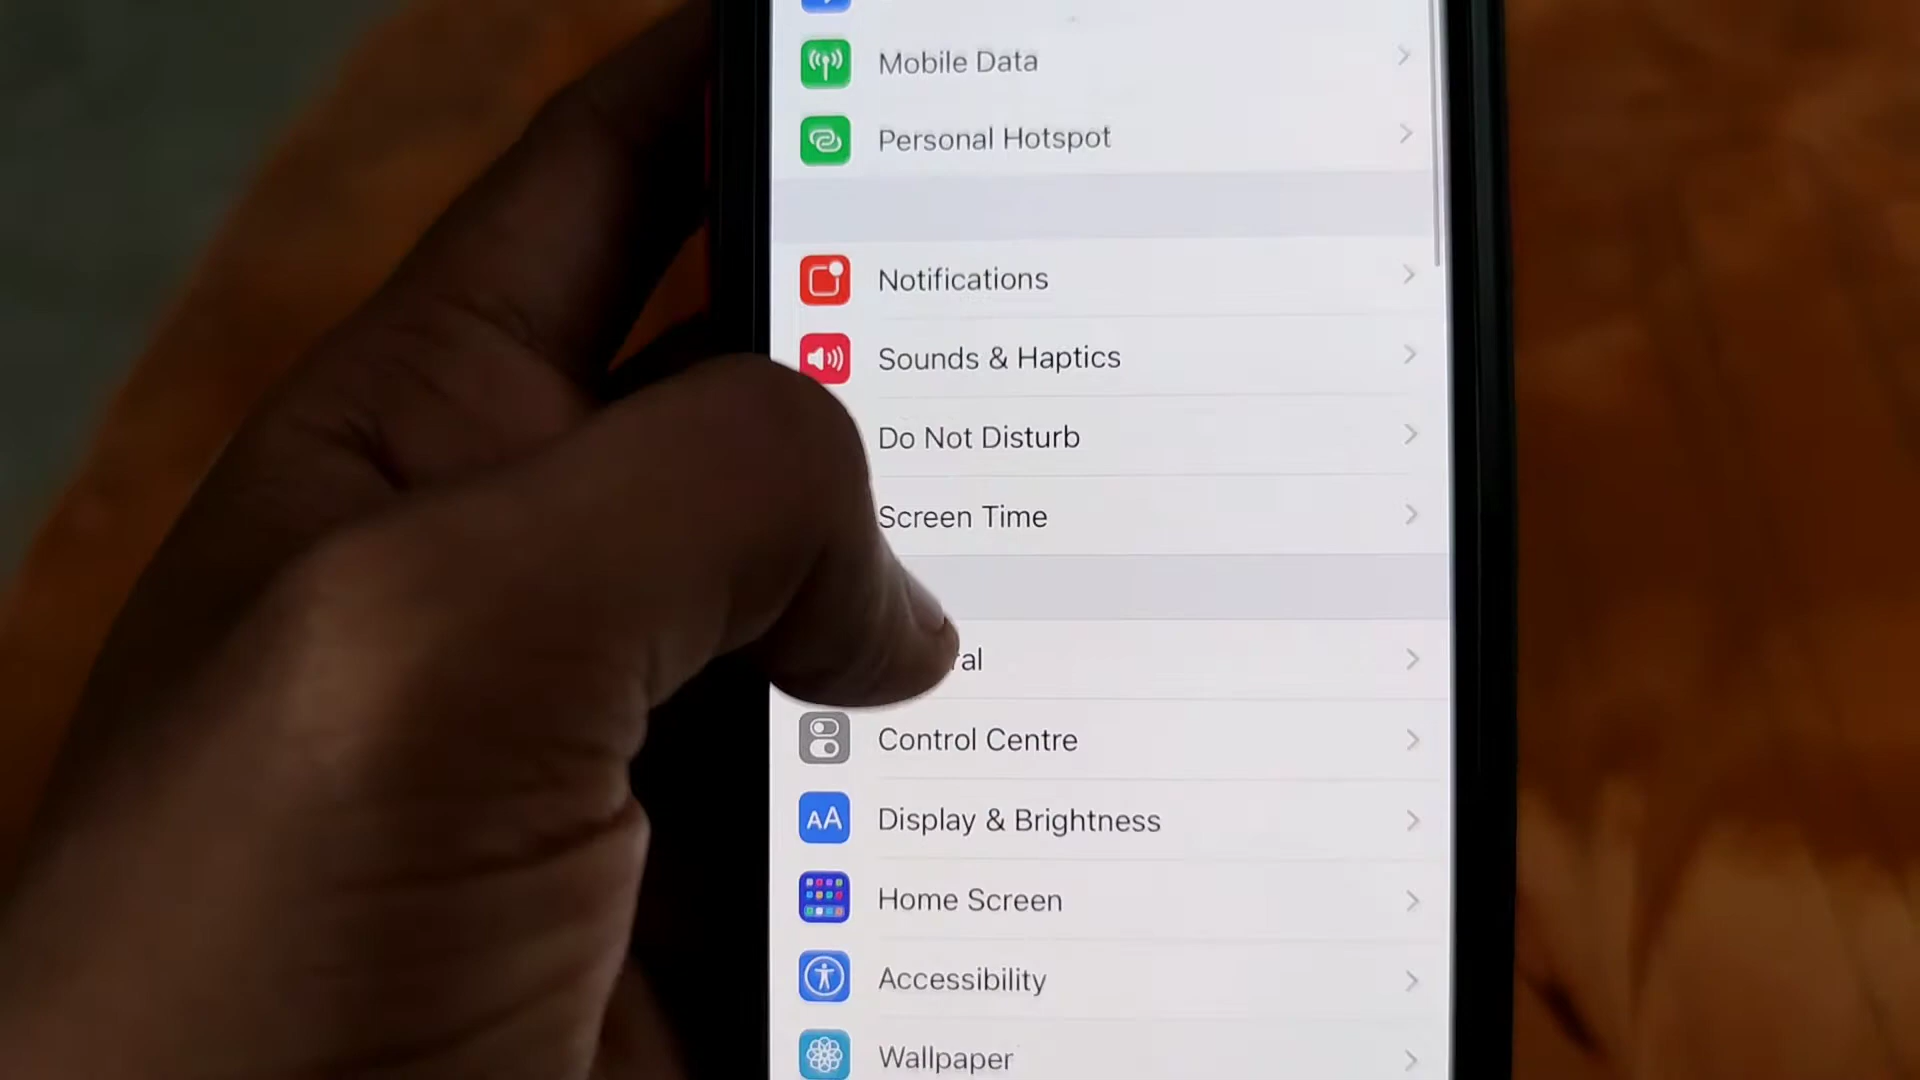 Mobile Data
Personal Hotspot
Notifications
Sounds & Haptics
Do Not Disturb
Screen Time
ral
Control Centre
AA Display & Brightness
Home Screen
Accessibility
Wallpaper